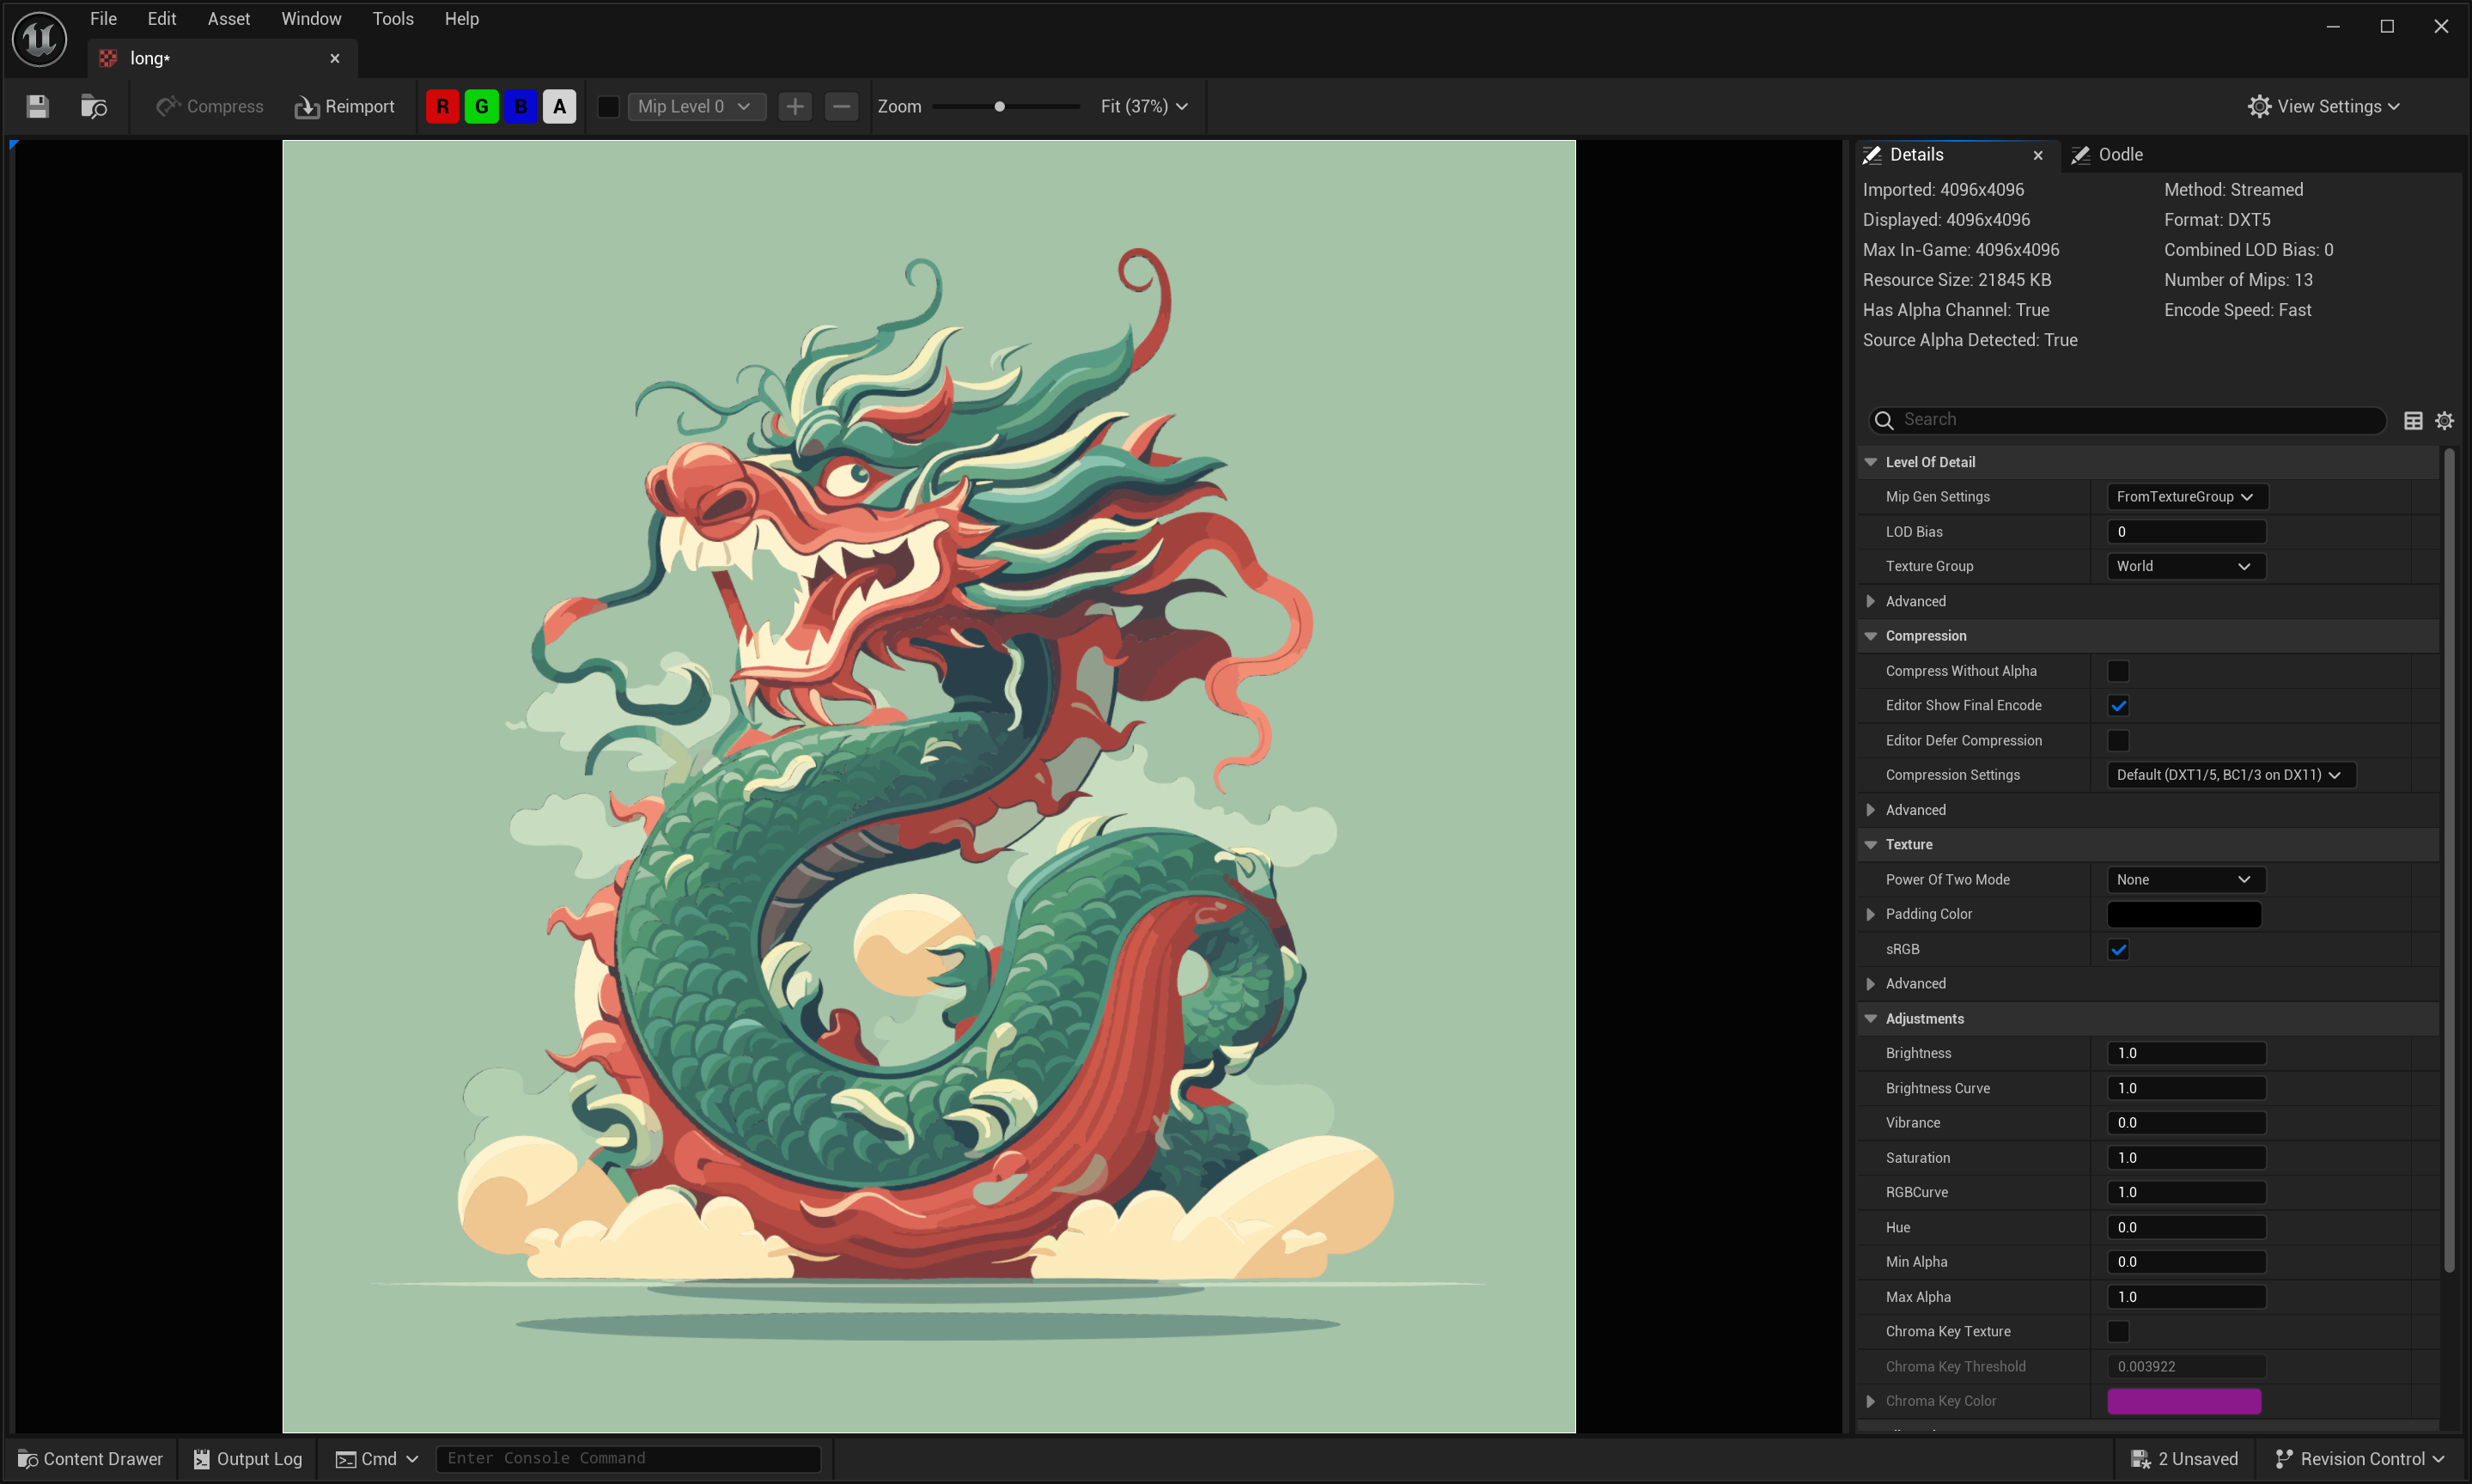 File Edit Asset Window Tools Help
long*
Compress Reimport R G B A Mip Level 0 Zoom Fit (37%) View Settings
Details Oodle
Imported: 4096x4096 Method: Streamed
Displayed: 4096x4096 Format: DXT5
Max In-Game: 4096x4096 Combined LOD Bias: 0
Resource Size: 21845 KB Number of Mips: 13
Has Alpha Channel: True Encode Speed: Fast
Source Alpha Detected: True
Search
Level Of Detail
Mip Gen Settings FromTextureGroup
LOD Bias 0
Texture Group World
Advanced
Compression
Compress Without Alpha
Editor Show Final Encode
Editor Defer Compression
Compression Settings Default (DXT1/5, BC1/3 on DX11)
Advanced
Texture
Power Of Two Mode None
Padding Color
sRGB
Advanced
Adjustments
Brightness 1.0
Brightness Curve 1.0
Vibrance 0.0
Saturation 1.0
RGBCurve 1.0
Hue 0.0
Min Alpha 0.0
Max Alpha 1.0
Chroma Key Texture
Chroma Key Threshold 0.003922
Chroma Key Color
Content Drawer Output Log Cmd Enter Console Command 2 Unsaved Revision Control